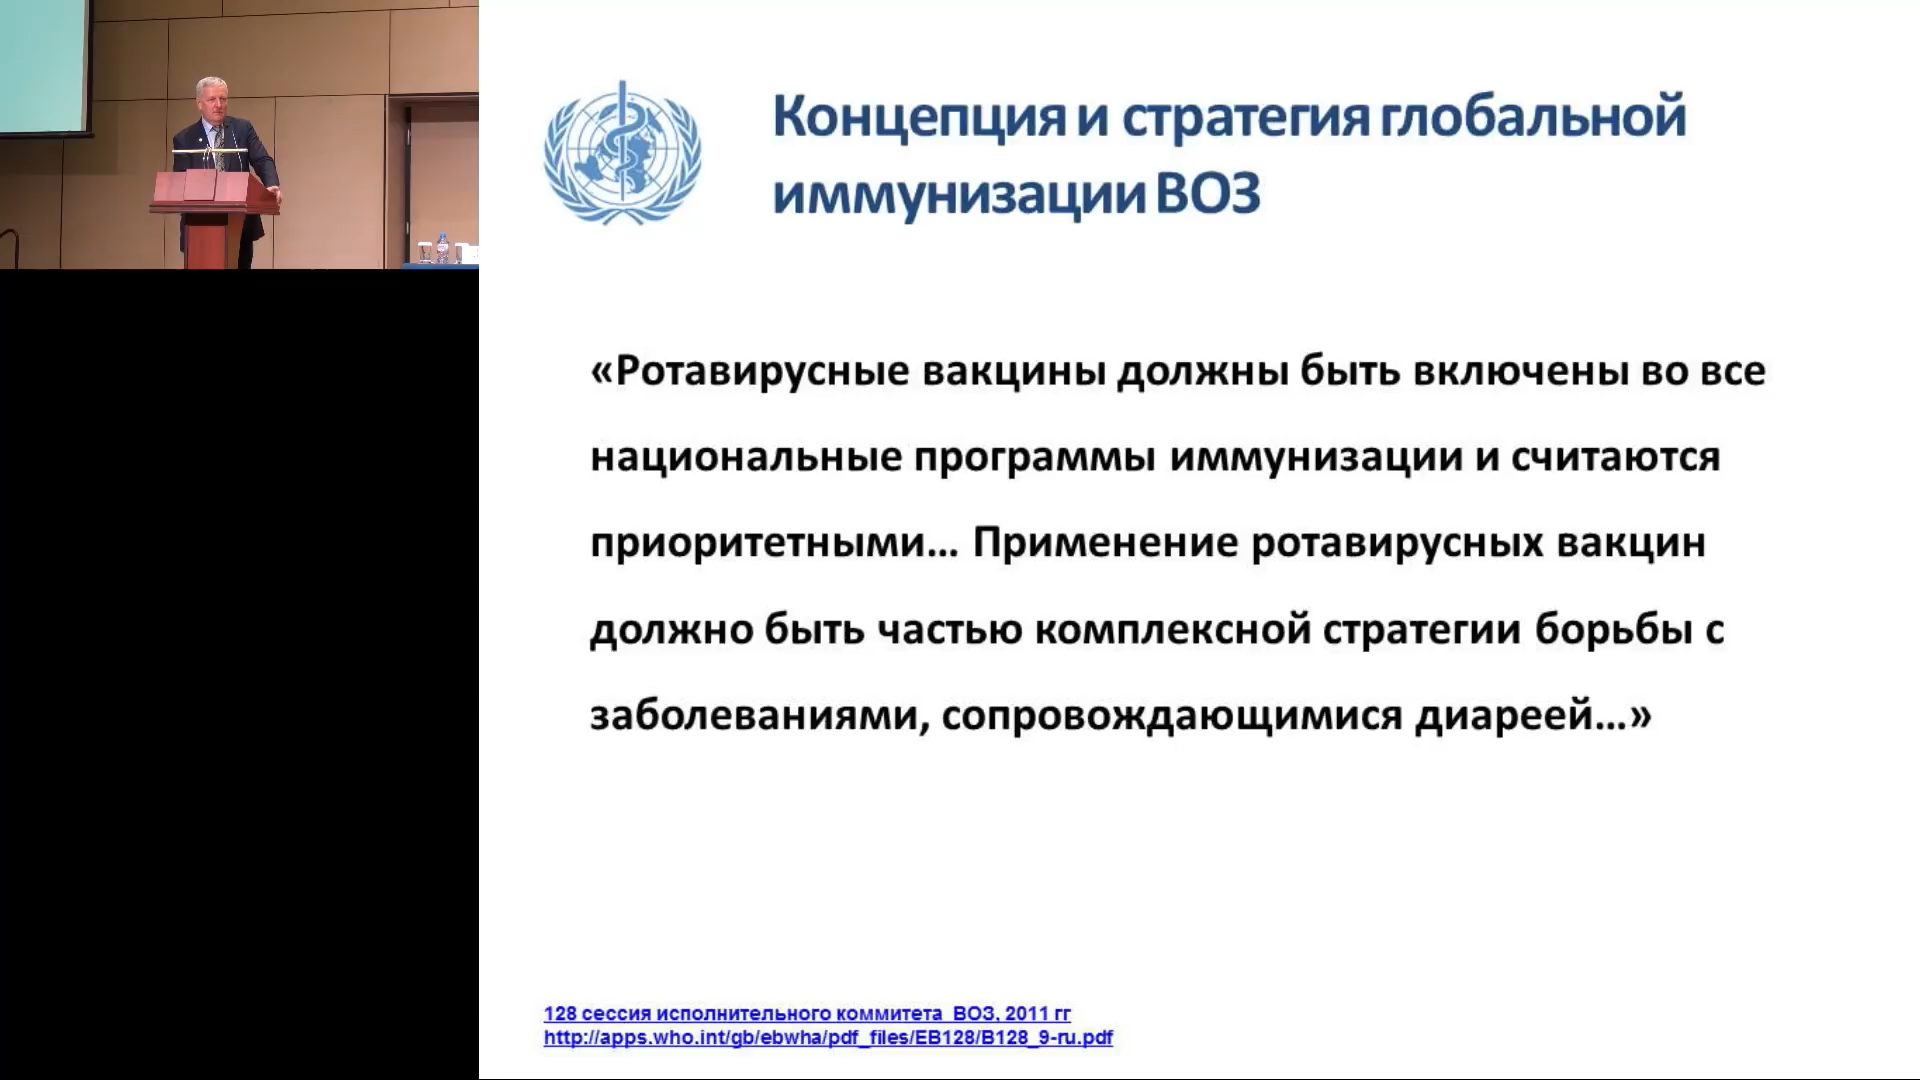 Концепция и стратегия глобальной
иммунизации ВОЗ
«Ротавирусные вакцины должны быть включены во все
национальные программы иммунизации и считаются
приоритетными… Применение ротавирусных вакцин
должно быть частью комплексной стратегии борьбы с
заболеваниями, сопровождающимися диареей…»
128 сессия исполнительного коммитета ВОЗ, 2011 гг
http://apps.who.int/gb/ebwha/pdf_files/EB128/B128_9-ru.pdf